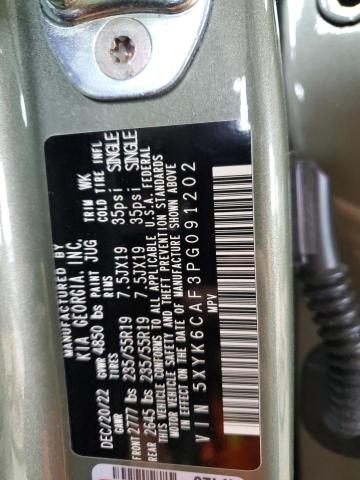 MANUFACTURED BY
KIA GEORGIA, INC.
DEC/20/22 GVWR 4850 lbs PAINT JUG TRIM WK
GAWR RIMS COLD TIRE INFL
FRONT 2777 lbs 235/55R19 7.5JX19 35psi SINGLE
REAR 2645 lbs 235/55R19 7.5JX19 35psi SINGLE
THIS VEHICLE CONFORMS TO ALL APPLICABLE U.S.A. FEDERAL
MOTOR VEHICLE SAFETY AND THEFT PREVENTION STANDARDS
IN EFFECT ON THE DATE OF MANUFACTURE SHOWN ABOVE.
VIN 5XYK6CAF3PG091202
MPV